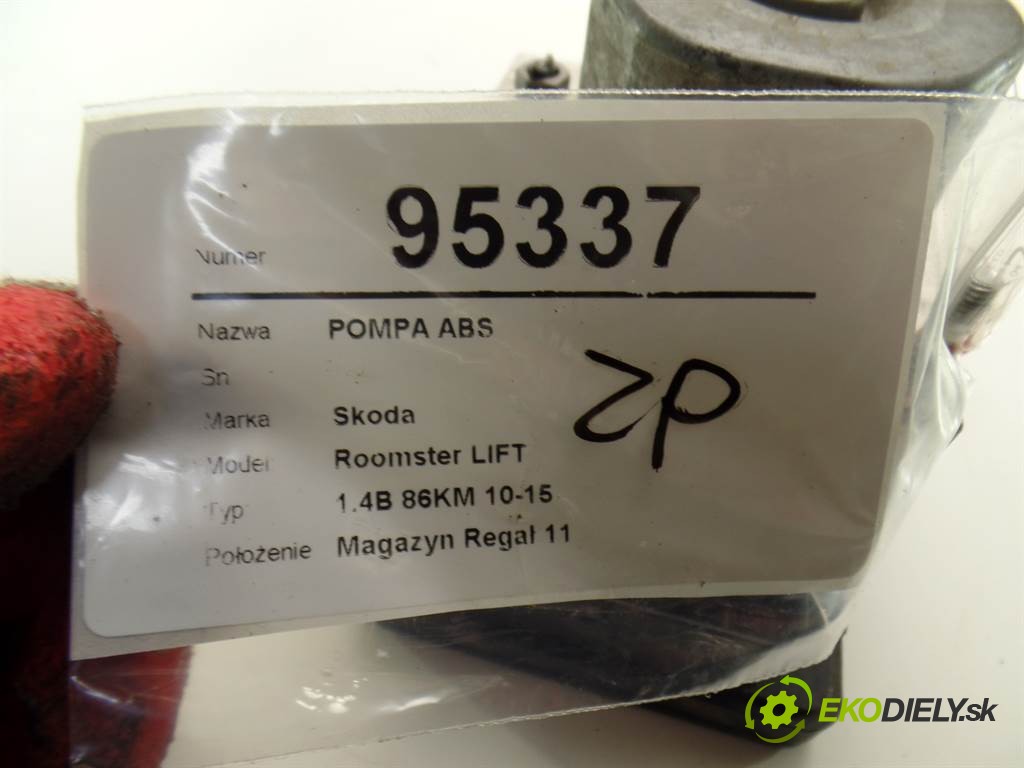 Numer 95337
Nazwa POMPA ABS
Sn
Marka Skoda
Model Roomster LIFT
Typ 1.4B 86KM 10-15
Położenie Magazyn Regał 11
ZP
EKODIELY.sk